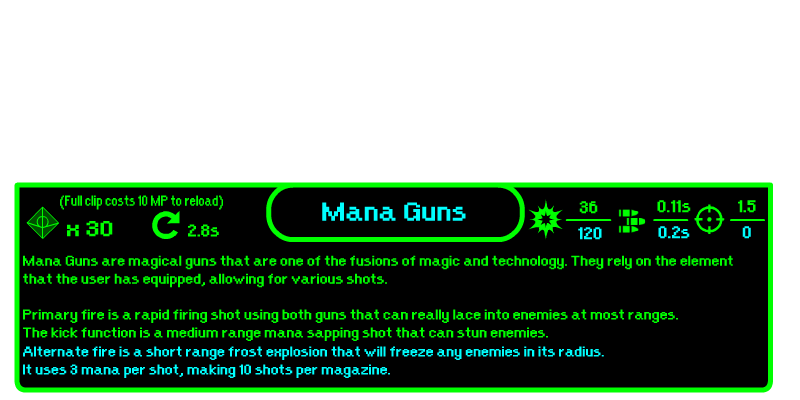 (Full clip costs 10 MP to reload)
x 30
2.8s
Mana Guns
36
120
0.11s
0.2s
1.5
0
Mana Guns are magical guns that are one of the fusions of magic and technology. They rely on the element
that the user has equipped, allowing for various shots.
Primary fire is a rapid firing shot using both guns that can really lace into enemies at most ranges.
The kick function is a medium range mana sapping shot that can stun enemies.
Alternate fire is a short range frost explosion that will freeze any enemies in its radius.
It uses 3 mana per shot, making 10 shots per magazine.